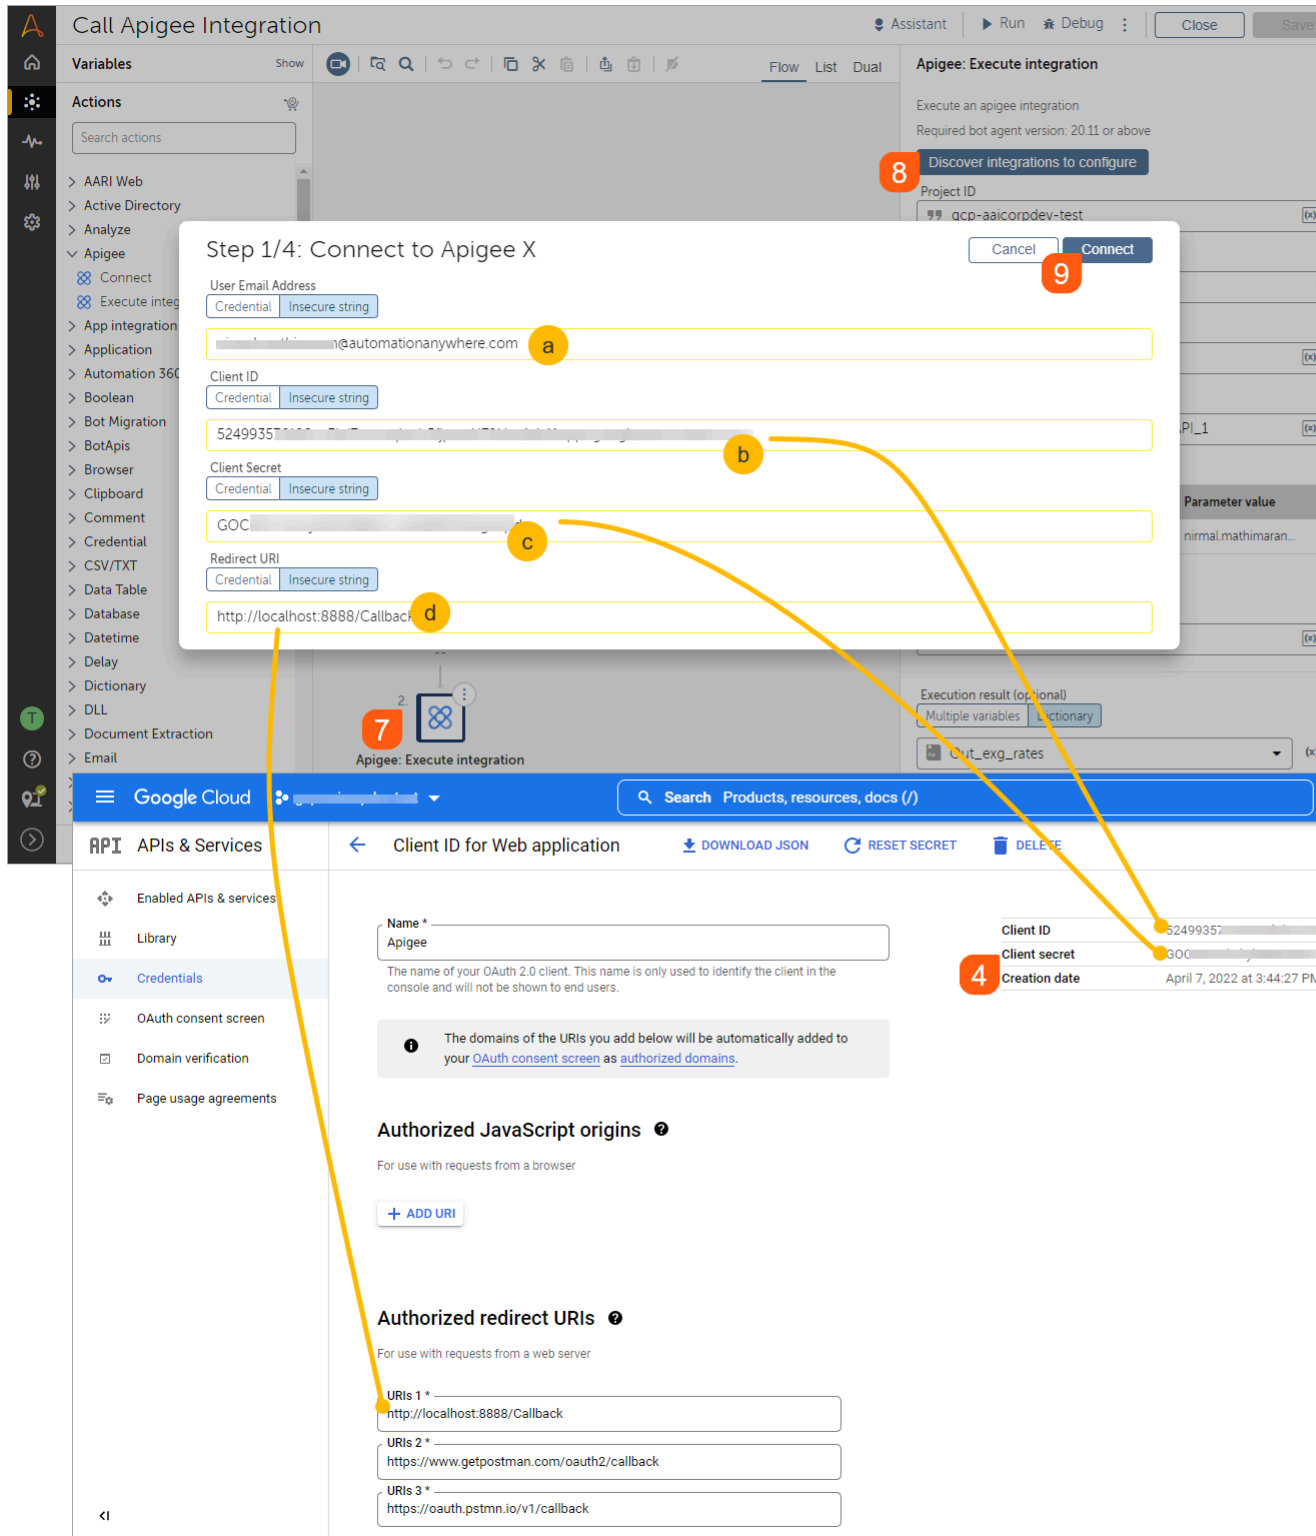 Call Apigee Integration
Assistant
Run
Debug
Close
Save
Variables
Show
Flow
List
Dual
Actions
Search actions
AARI Web
Active Directory
Analyze
Apigee
Connect
Execute integ
App integration
Application
Automation 360
Boolean
Bot Migration
BotApis
Browser
Clipboard
Comment
Credential
CSV/TXT
Data Table
Database
Datetime
Delay
Dictionary
DLL
Document Extraction
Email
T
Apigee: Execute integration
Execute an apigee integration
Required bot agent version: 20.11 or above
8
Discover integrations to configure
Project ID
gcp-aaicorpdev-test
(x)
(x)
PI_1
(x)
Parameter value
nirmal.mathimaran...
(x)
Execution result (optional)
Multiple variables
Dictionary
Out_exg_rates
(x
Step 1/4: Connect to Apigee X
Cancel
Connect
9
User Email Address
Credential
Insecure string
@automationanywhere.com
a
Client ID
Credential
Insecure string
5249935
b
Client Secret
Credential
Insecure string
GOC
c
Redirect URI
Credential
Insecure string
http://localhost:8888/Callback
d
2.
7
Apigee: Execute integration
Google Cloud
Search Products, resources, docs (/)
API APIs & Services
Client ID for Web application
DOWNLOAD JSON
RESET SECRET
DELETE
Enabled APIs & services
Library
Credentials
OAuth consent screen
Domain verification
Page usage agreements
Name *
Apigee
The name of your OAuth 2.0 client. This name is only used to identify the client in the
console and will not be shown to end users.
The domains of the URIs you add below will be automatically added to
your OAuth consent screen as authorized domains.
Client ID
5249935
Client secret
GOC
4
Creation date
April 7, 2022 at 3:44:27 PM
Authorized JavaScript origins
For use with requests from a browser
ADD URI
Authorized redirect URIs
For use with requests from a web server
URIs 1 *
http://localhost:8888/Callback
URIs 2 *
https://www.getpostman.com/oauth2/callback
URIs 3 *
https://oauth.pstmn.io/v1/callback